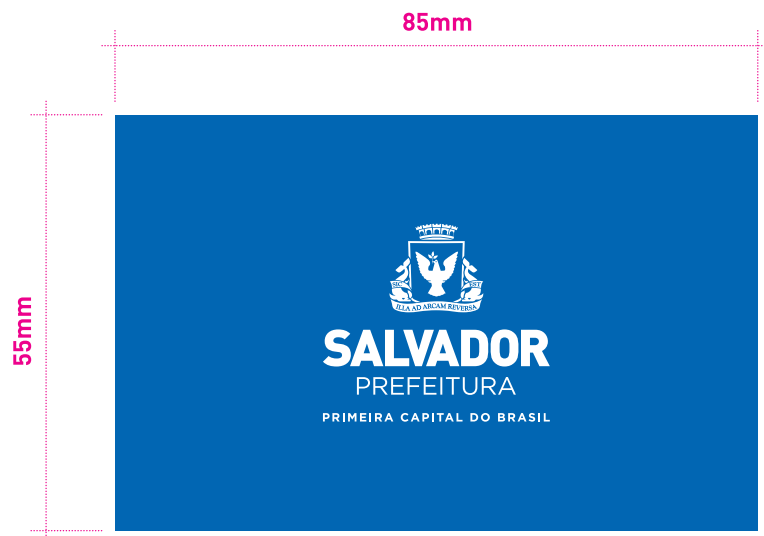 85mm
55mm
SIC EST
ILLA AD ARCAM REVERSA
SALVADOR
PREFEITURA
PRIMEIRA CAPITAL DO BRASIL